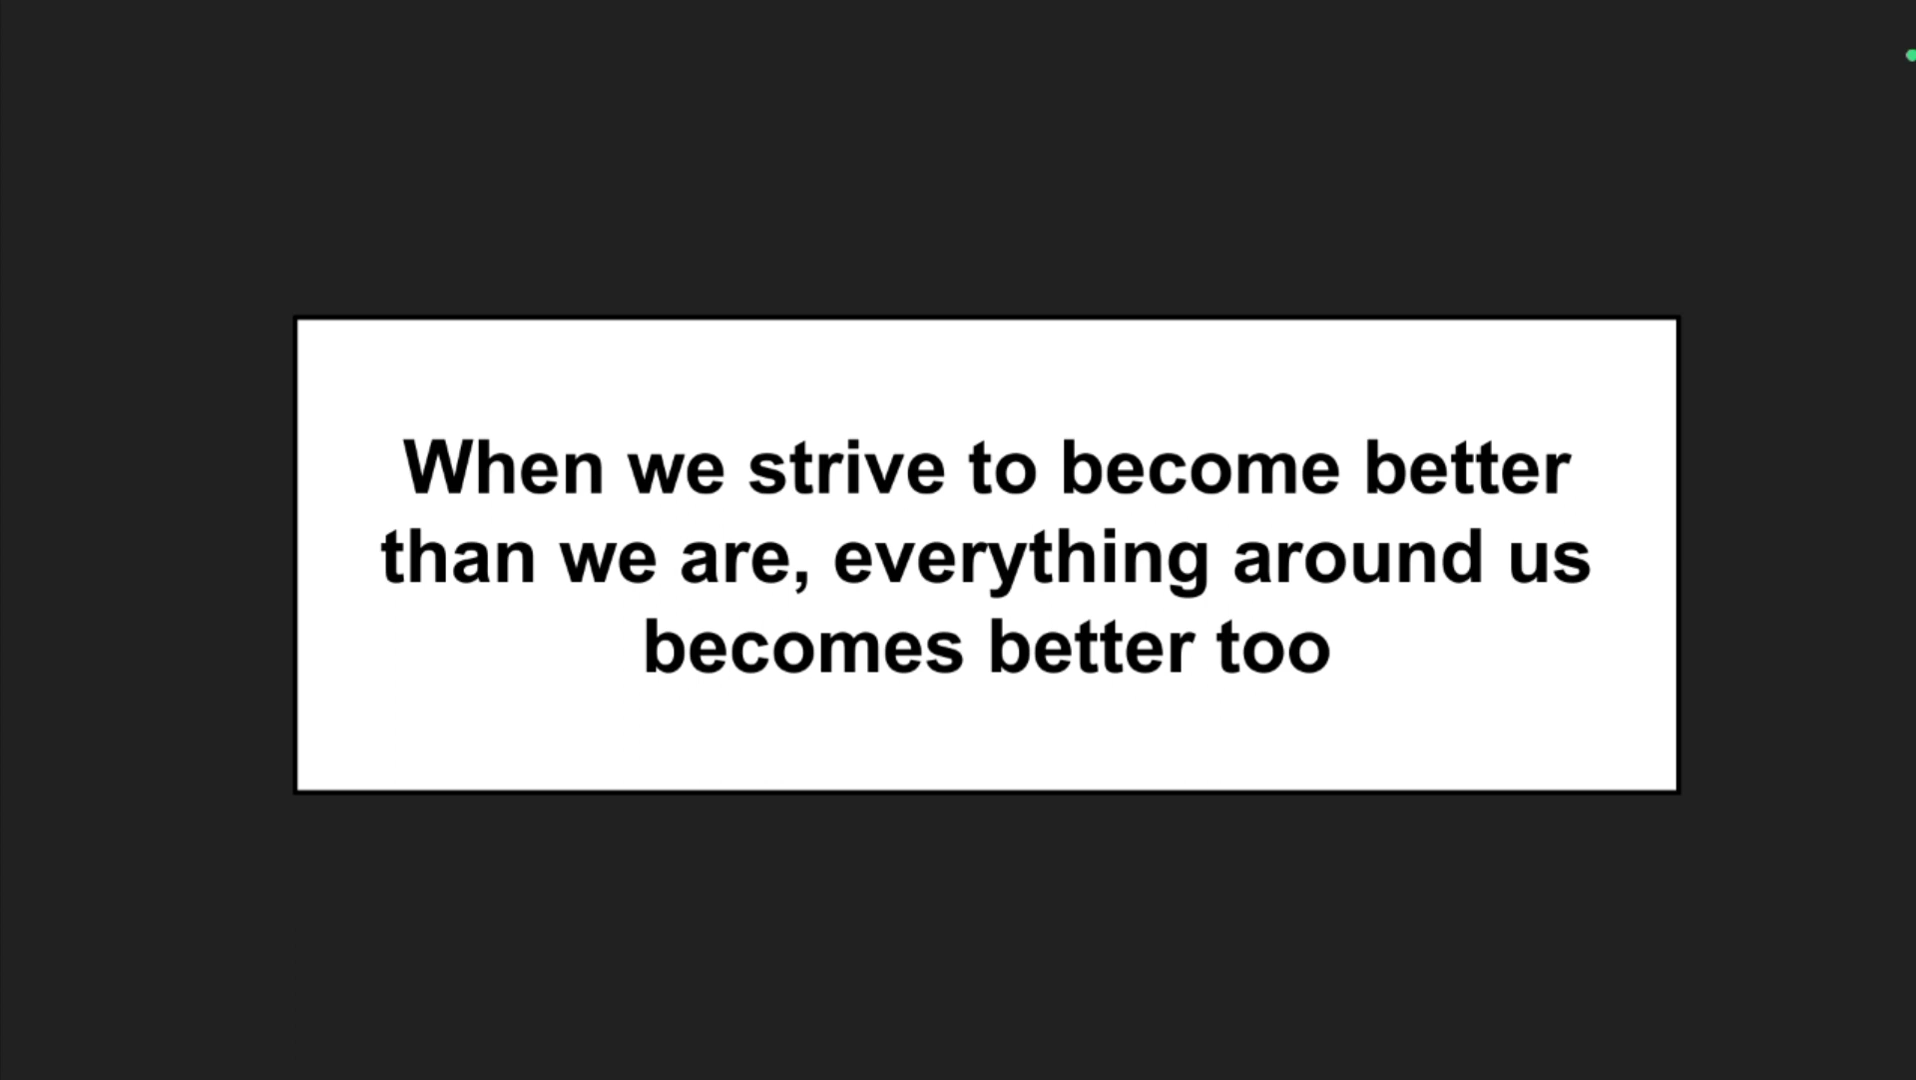 When we strive to become better
than we are, everything around us
becomes better too